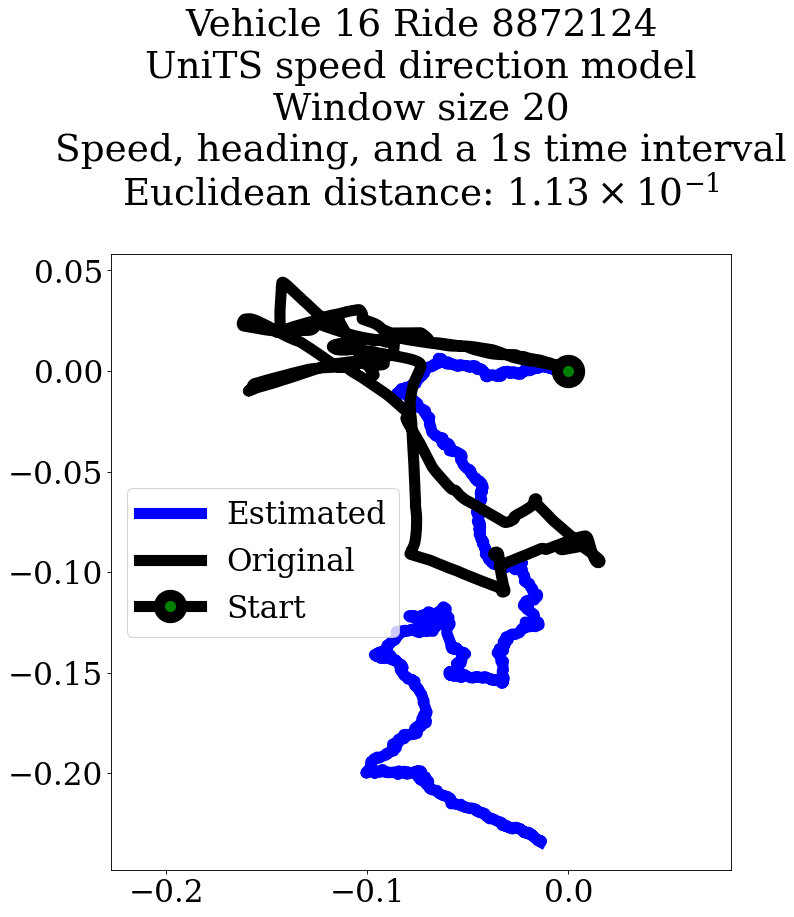 Vehicle 16 Ride 8872124
UniTS speed direction model
Window size 20
Speed, heading, and a 1s time interval
Euclidean distance: 1.13 × 10⁻¹
0.05
0.00
−0.05
−0.10
−0.15
−0.20
Estimated
Original
Start
−0.2
−0.1
0.0